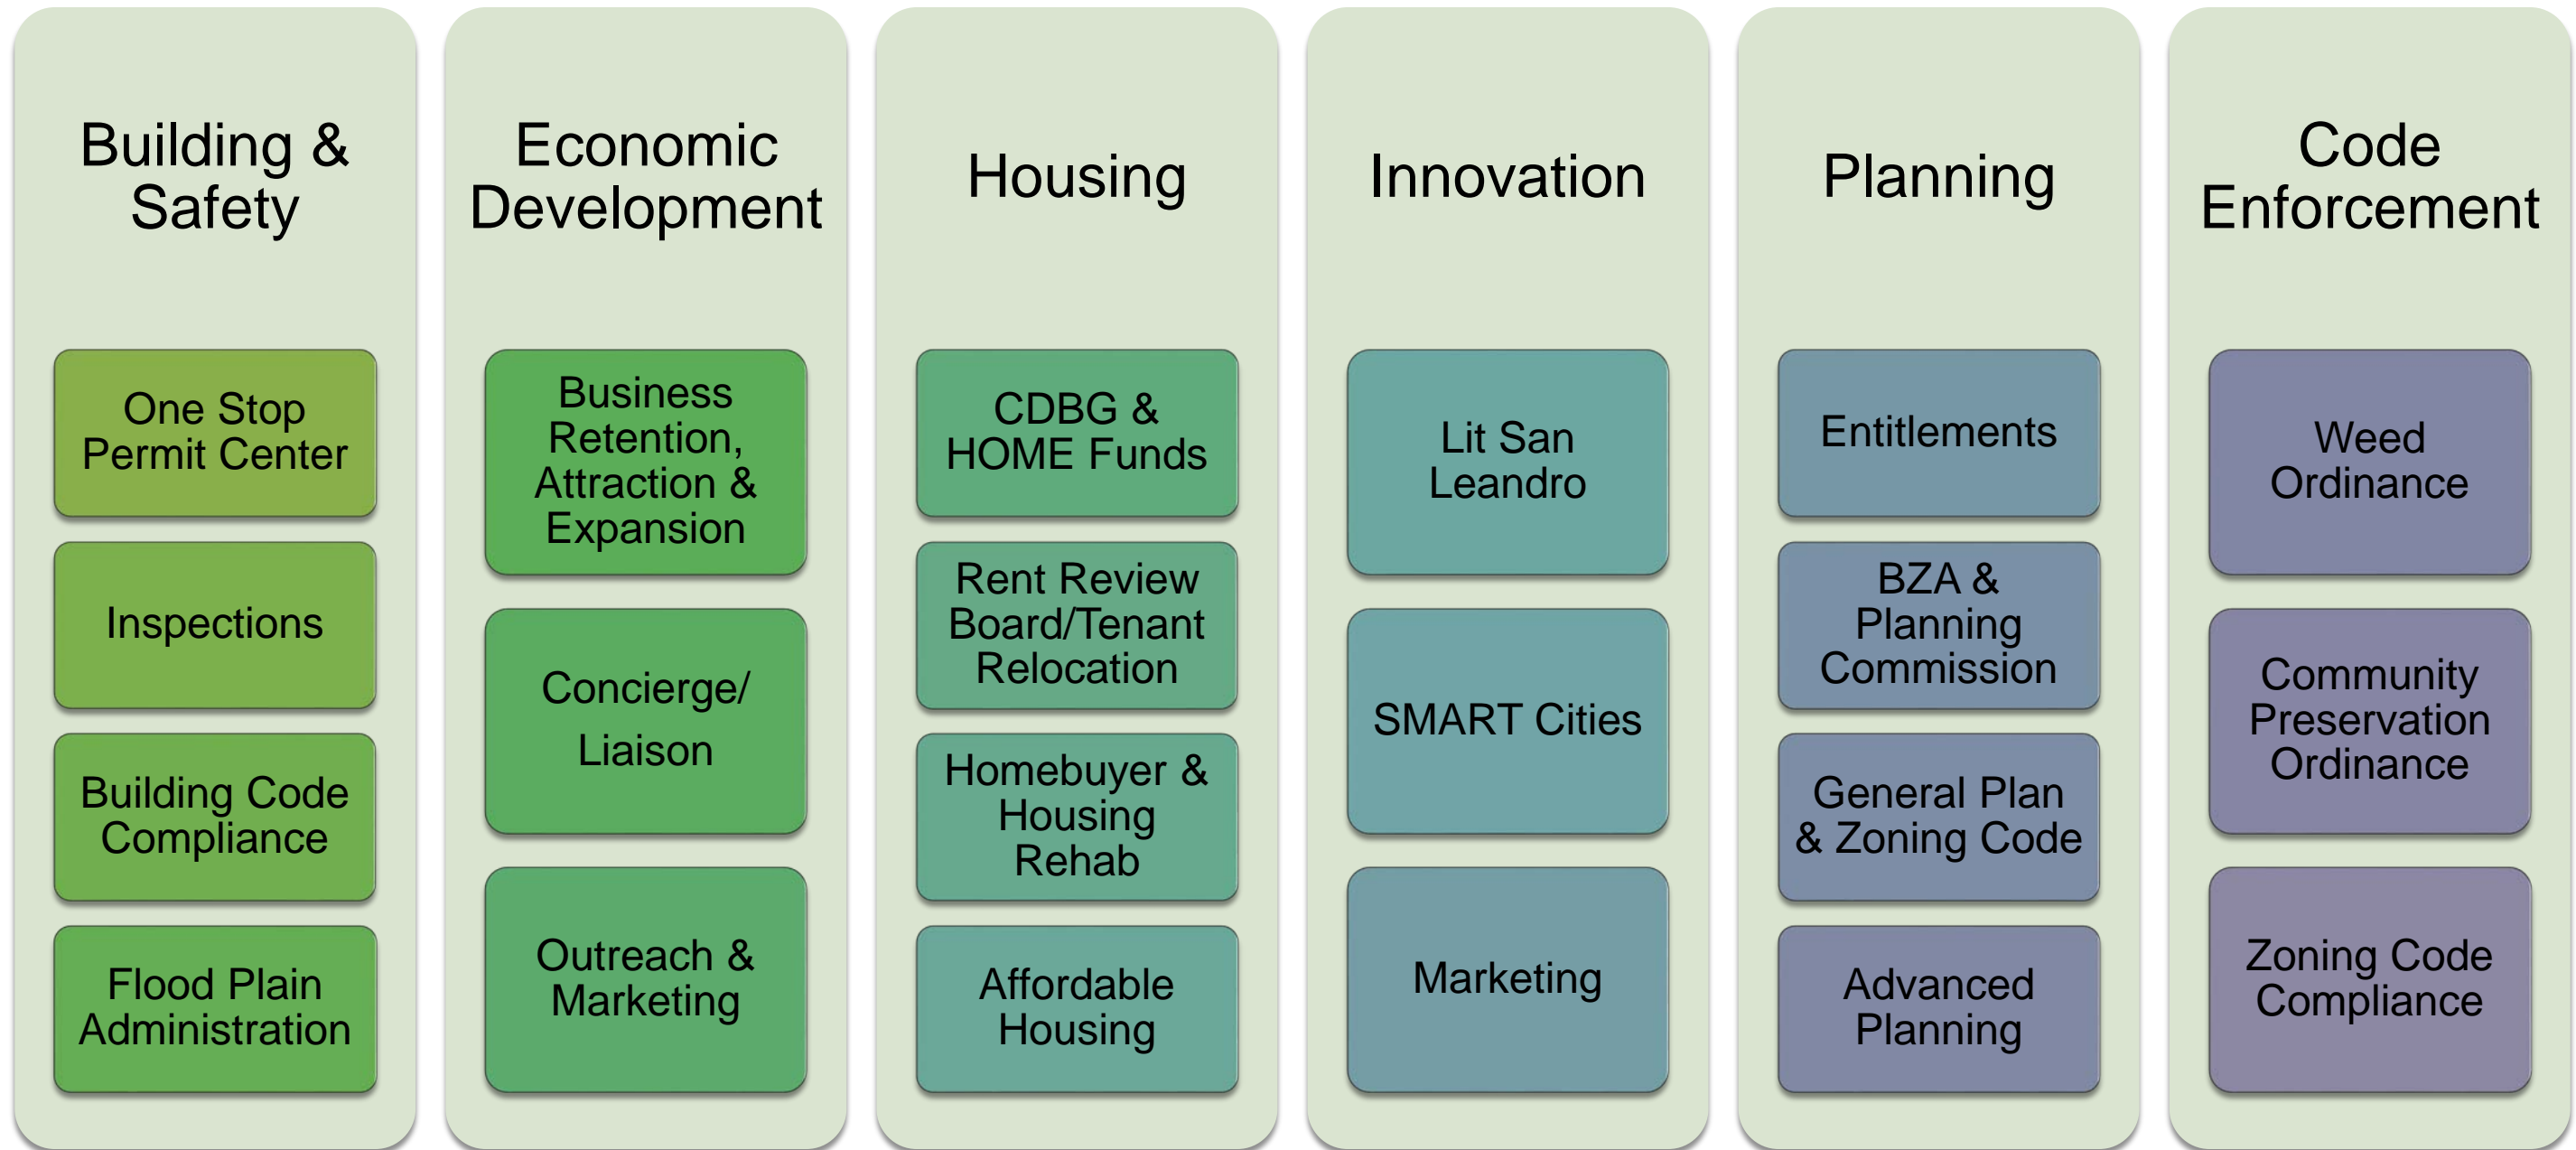 Building &
Safety
One Stop
Permit Center
Inspections
Building Code
Compliance
Flood Plain
Administration
Economic
Development
Business
Retention,
Attraction &
Expansion
Concierge/
Liaison
Outreach &
Marketing
Housing
CDBG &
HOME Funds
Rent Review
Board/Tenant
Relocation
Homebuyer &
Housing
Rehab
Affordable
Housing
Innovation
Lit San
Leandro
SMART Cities
Marketing
Planning
Entitlements
BZA &
Planning
Commission
General Plan
& Zoning Code
Advanced
Planning
Code
Enforcement
Weed
Ordinance
Community
Preservation
Ordinance
Zoning Code
Compliance